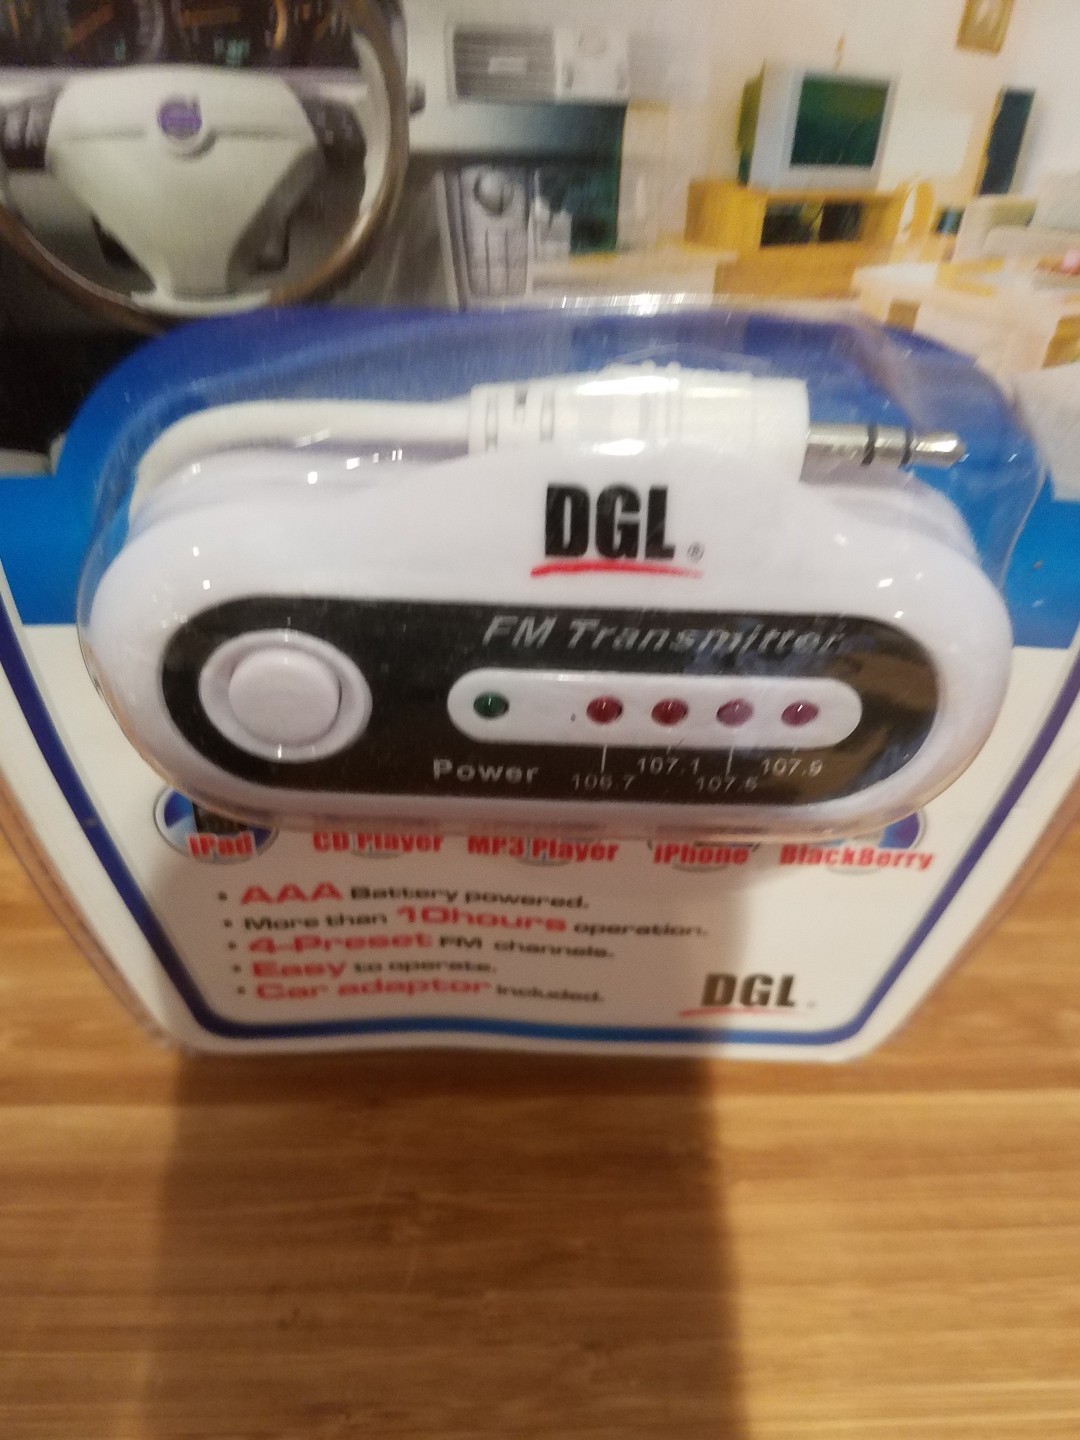 DGL ®
FM Transmitter
Power
106.7
107.1
107.5
107.9
iPad
CD Player
MP3 Player
iPhone
BlackBerry
• AAA Battery powered.
• More than 10hours operation.
• 4-Preset FM channels.
• Easy to operate.
• Car adaptor included.
DGL